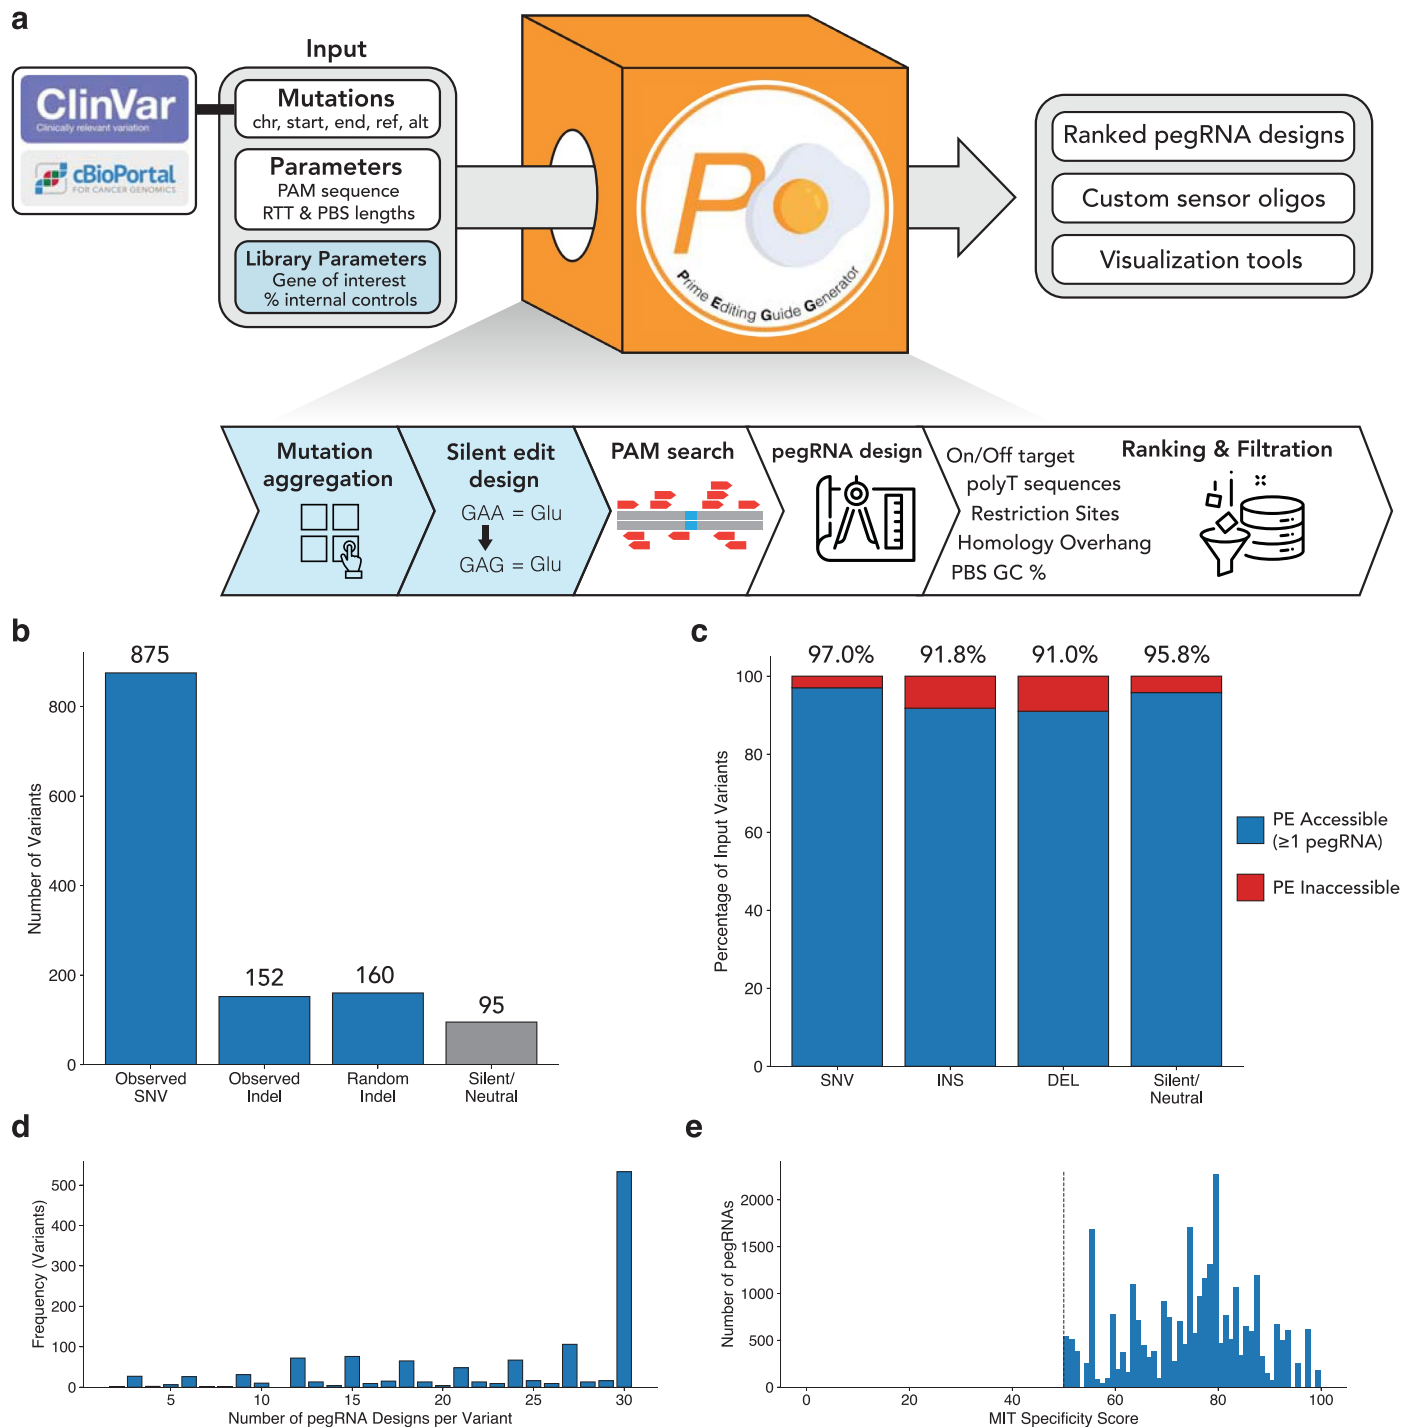 a
Input
ClinVar
Clinically relevant variation
cBioPortal
FOR CANCER GENOMICS
Mutations
chr, start, end, ref, alt
Parameters
PAM sequence
RTT & PBS lengths
Library Parameters
Gene of interest
% internal controls
P
Prime Editing Guide Generator
Ranked pegRNA designs
Custom sensor oligos
Visualization tools
Mutation
aggregation
Silent edit
design
GAA = Glu
GAG = Glu
PAM search
pegRNA design
On/Off target
polyT sequences
Restriction Sites
Homology Overhang
PBS GC %
Ranking & Filtration
b
875
152
160
95
Number of Variants
800
600
400
200
0
Observed
SNV
Observed
Indel
Random
Indel
Silent/
Neutral
c
97.0%
91.8%
91.0%
95.8%
Percentage of Input Variants
100
80
60
40
20
0
SNV
INS
DEL
Silent/
Neutral
PE Accessible
(≥1 pegRNA)
PE Inaccessible
d
Frequency (Variants)
500
400
300
200
100
0
5
10
15
20
25
30
Number of pegRNA Designs per Variant
e
Number of pegRNAs
2000
1500
1000
500
0
0
20
40
60
80
100
MIT Specificity Score